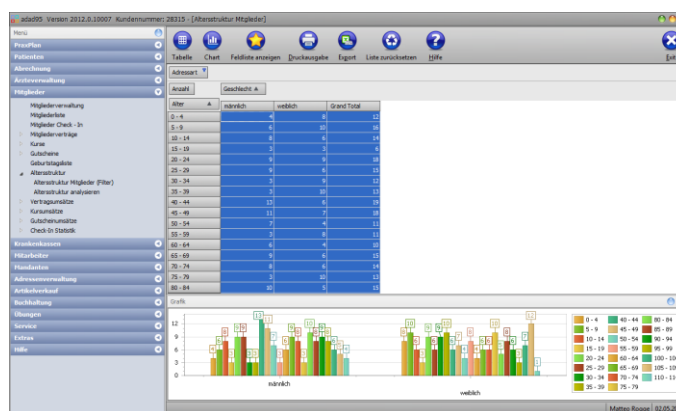 adad95 Version 2012.0.10007 Kundennummer: 28315 - [Altersstruktur Mitglieder]
Menü
PraxPlan
Patienten
Abrechnung
Ärzteverwaltung
Mitglieder
Mitgliederverwaltung
Mitgliederliste
Mitglieder Check - In
Mitgliederverträge
Kurse
Gutscheine
Geburtstagsliste
Altersstruktur
Altersstruktur Mitglieder (Filter)
Altersstruktur analysieren
Vertragsumsätze
Kursumsätze
Gutscheinumsätze
Check-In Statistik
Krankenkassen
Mitarbeiter
Mandanten
Adressenverwaltung
Artikelverkauf
Buchhaltung
Übungen
Service
Extras
Hilfe
Tabelle Chart Feldliste anzeigen Druckausgabe Export Liste zurücksetzen Hilfe Exit
Adressart
Anzahl Geschlecht
Alter männlich weiblich Grand Total
0 - 4 4 8 12
5 - 9 6 10 16
10 - 14 8 6 14
15 - 19 3 3 6
20 - 24 9 9 18
25 - 29 9 6 15
30 - 34 3 9 12
35 - 39 3 10 13
40 - 44 13 6 19
45 - 49 11 7 18
50 - 54 7 4 11
55 - 59 3 8 11
60 - 64 6 4 10
65 - 69 9 6 15
70 - 74 8 6 14
75 - 79 3 10 13
80 - 84 10 5 15
Grafik
12
9
6
3
0
männlich
weiblich
0 - 4 40 - 44 80 - 84
5 - 9 45 - 49 85 - 89
10 - 14 50 - 54 90 - 94
15 - 19 55 - 59 95 - 99
20 - 24 60 - 64 100 - 10
25 - 29 65 - 69 105 - 10
30 - 34 70 - 74 110 - 11
35 - 39 75 - 79
Matteo Rogge 02.05.2